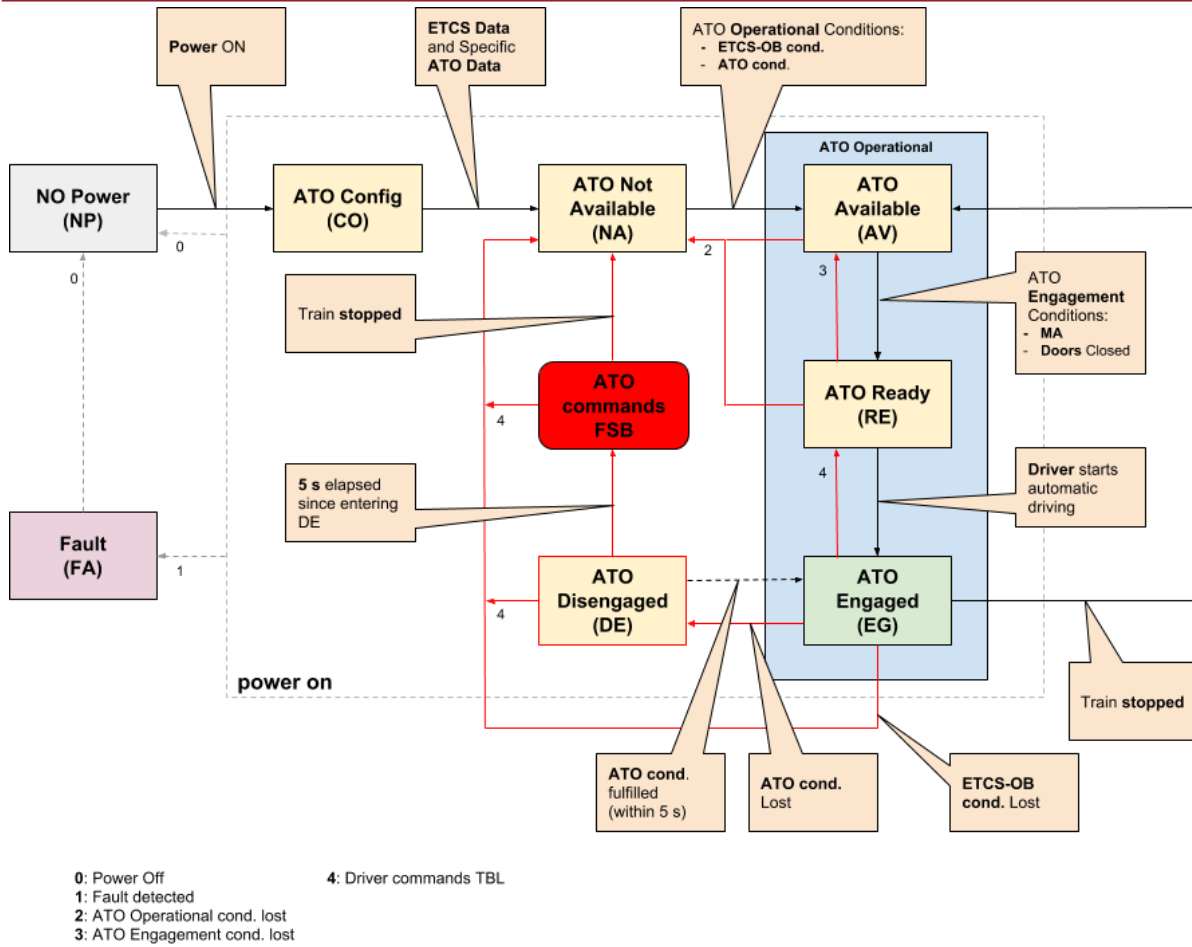 Power ON
ETCS Data
and Specific
ATO Data
ATO Operational Conditions:
- ETCS-OB cond.
- ATO cond.
ATO Operational
NO Power
(NP)
ATO Config
(CO)
ATO Not
Available
(NA)
ATO
Available
(AV)
0
0
2
3
Train stopped
ATO
Engagement
Conditions:
- MA
- Doors Closed
ATO
commands
FSB
4
ATO Ready
(RE)
4
5 s elapsed
since entering
DE
Driver starts
automatic
driving
Fault
(FA)
1
ATO
Disengaged
(DE)
4
ATO
Engaged
(EG)
power on
Train stopped
ATO cond.
fulfilled
(within 5 s)
ATO cond.
Lost
ETCS-OB
cond. Lost
0: Power Off
1: Fault detected
2: ATO Operational cond. lost
3: ATO Engagement cond. lost
4: Driver commands TBL